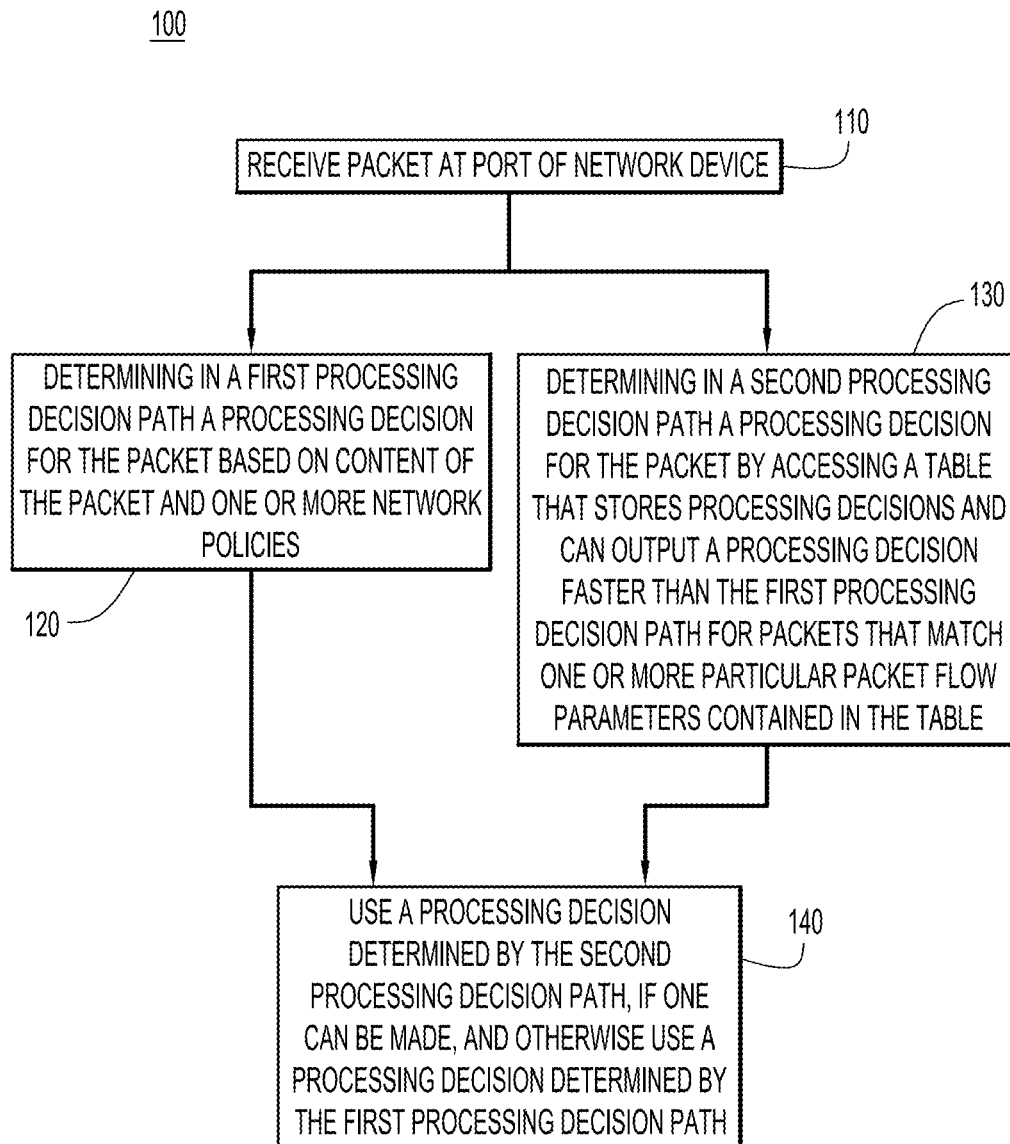 100
RECEIVE PACKET AT PORT OF NETWORK DEVICE
110
DETERMINING IN A FIRST PROCESSING
DECISION PATH A PROCESSING DECISION
FOR THE PACKET BASED ON CONTENT OF
THE PACKET AND ONE OR MORE NETWORK
POLICIES
120
130
DETERMINING IN A SECOND PROCESSING
DECISION PATH A PROCESSING DECISION
FOR THE PACKET BY ACCESSING A TABLE
THAT STORES PROCESSING DECISIONS AND
CAN OUTPUT A PROCESSING DECISION
FASTER THAN THE FIRST PROCESSING
DECISION PATH FOR PACKETS THAT MATCH
ONE OR MORE PARTICULAR PACKET FLOW
PARAMETERS CONTAINED IN THE TABLE
USE A PROCESSING DECISION
DETERMINED BY THE SECOND
PROCESSING DECISION PATH, IF ONE
CAN BE MADE, AND OTHERWISE USE A
PROCESSING DECISION DETERMINED BY
THE FIRST PROCESSING DECISION PATH
140